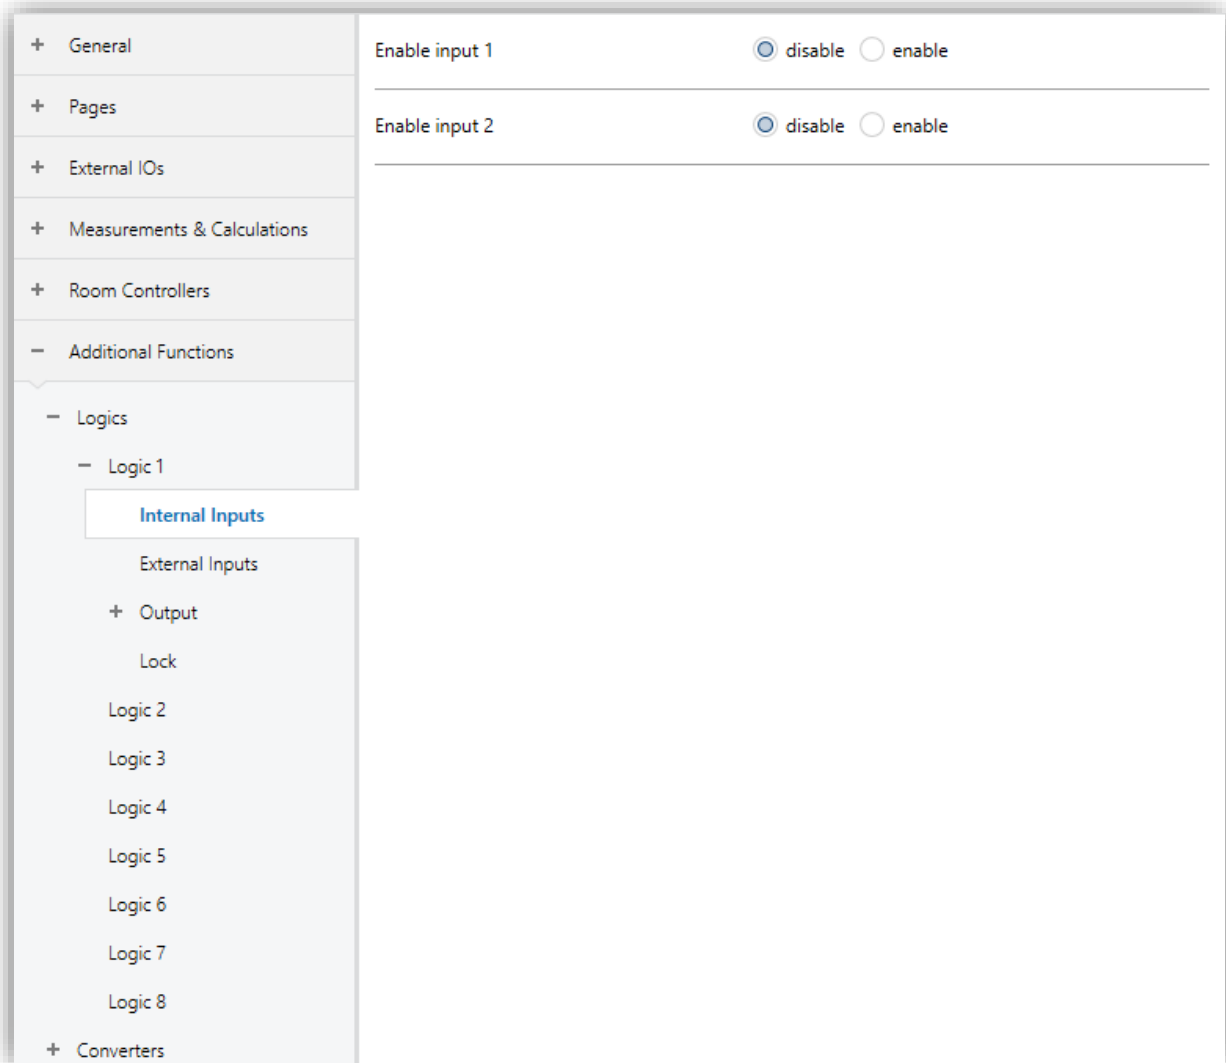 General
Pages
External IOs
Measurements & Calculations
Room Controllers
Additional Functions
Logics
Logic 1
Internal Inputs
External Inputs
Output
Lock
Logic 2
Logic 3
Logic 4
Logic 5
Logic 6
Logic 7
Logic 8
Converters
Enable input 1 disable enable
Enable input 2 disable enable